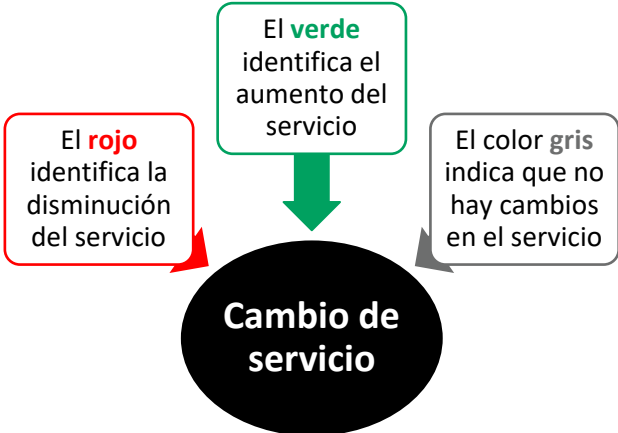 El verde
identifica el
aumento del
servicio
El rojo
identifica la
disminución
del servicio
El color gris
indica que no
hay cambios
en el servicio
Cambio de
servicio